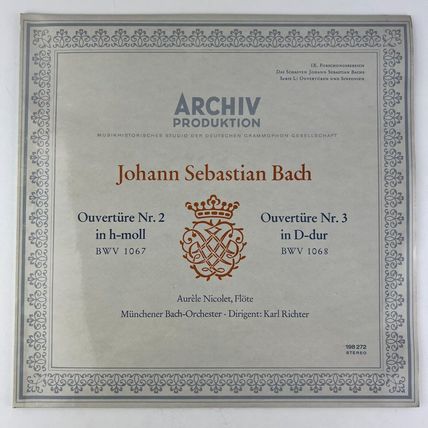 IX. Forschungsbereich
Das Schaffen Johann Sebastian Bachs
Serie L: Ouvertüren und Sinfonien
ARCHIV
PRODUKTION
MUSIKHISTORISCHES STUDIO DER DEUTSCHEN GRAMMOPHON GESELLSCHAFT
Johann Sebastian Bach
Ouvertüre Nr. 2
in h-moll
BWV 1067
Ouvertüre Nr. 3
in D-dur
BWV 1068
Aurèle Nicolet, Flöte
Münchener Bach-Orchester · Dirigent: Karl Richter
198 272
STEREO